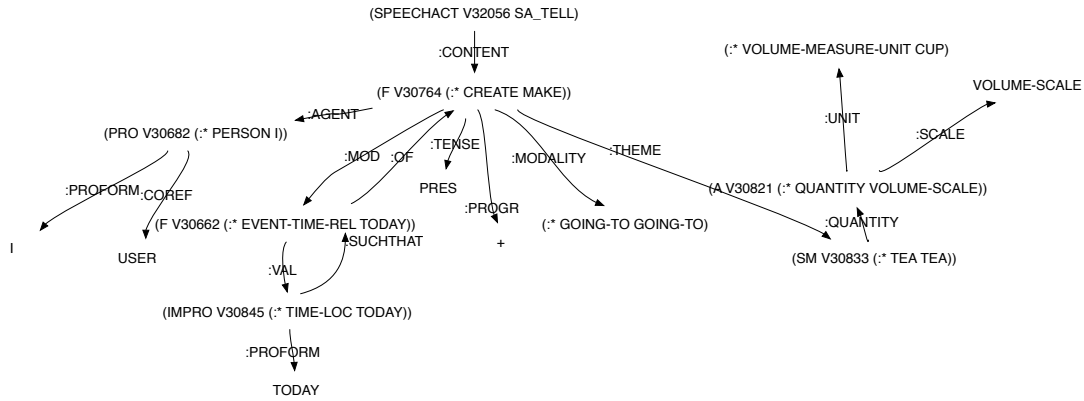 (SPEECHACT V32056 SA_TELL)
:CONTENT
(:* VOLUME-MEASURE-UNIT CUP)
VOLUME-SCALE
(F V30764 (:* CREATE MAKE))
:AGENT
:UNIT
:SCALE
(PRO V30682 (:* PERSON I))
:MOD
:OF
:TENSE
:MODALITY
:THEME
:PROFORM
:COREF
PRES
(A V30821 (:* QUANTITY VOLUME-SCALE))
:PROGR
:QUANTITY
I
USER
(F V30662 (:* EVENT-TIME-REL TODAY))
:SUCHTHAT
+
(:* GOING-TO GOING-TO)
(SM V30833 (:* TEA TEA))
:VAL
(IMPRO V30845 (:* TIME-LOC TODAY))
:PROFORM
TODAY